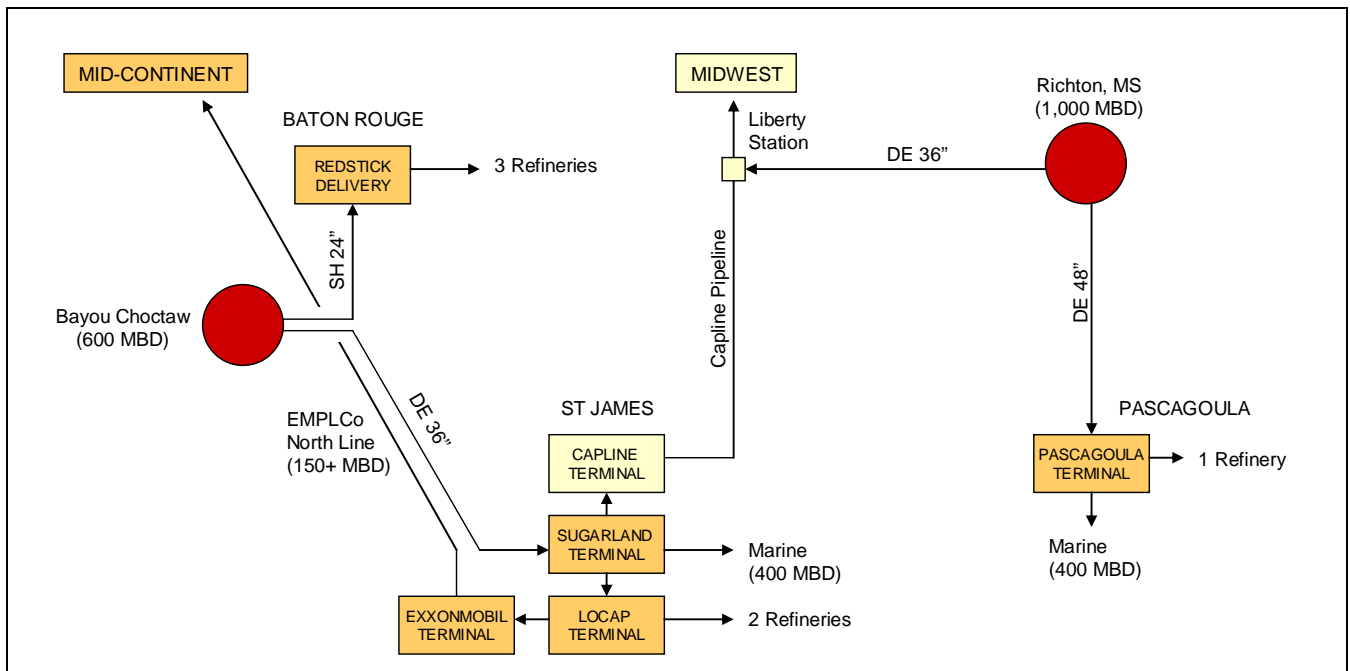 MID-CONTINENT
MIDWEST
Richton, MS
(1,000 MBD)
BATON ROUGE
Liberty
Station
REDSTICK
DELIVERY
3 Refineries
DE 36”
SH 24”
Bayou Choctaw
(600 MBD)
Capline Pipeline
DE 48”
EMPLCo
North Line
(150+ MBD)
DE 36”
ST JAMES
PASCAGOULA
CAPLINE
TERMINAL
PASCAGOULA
TERMINAL
1 Refinery
SUGARLAND
TERMINAL
Marine
(400 MBD)
Marine
(400 MBD)
EXXONMOBIL
TERMINAL
LOCAP
TERMINAL
2 Refineries